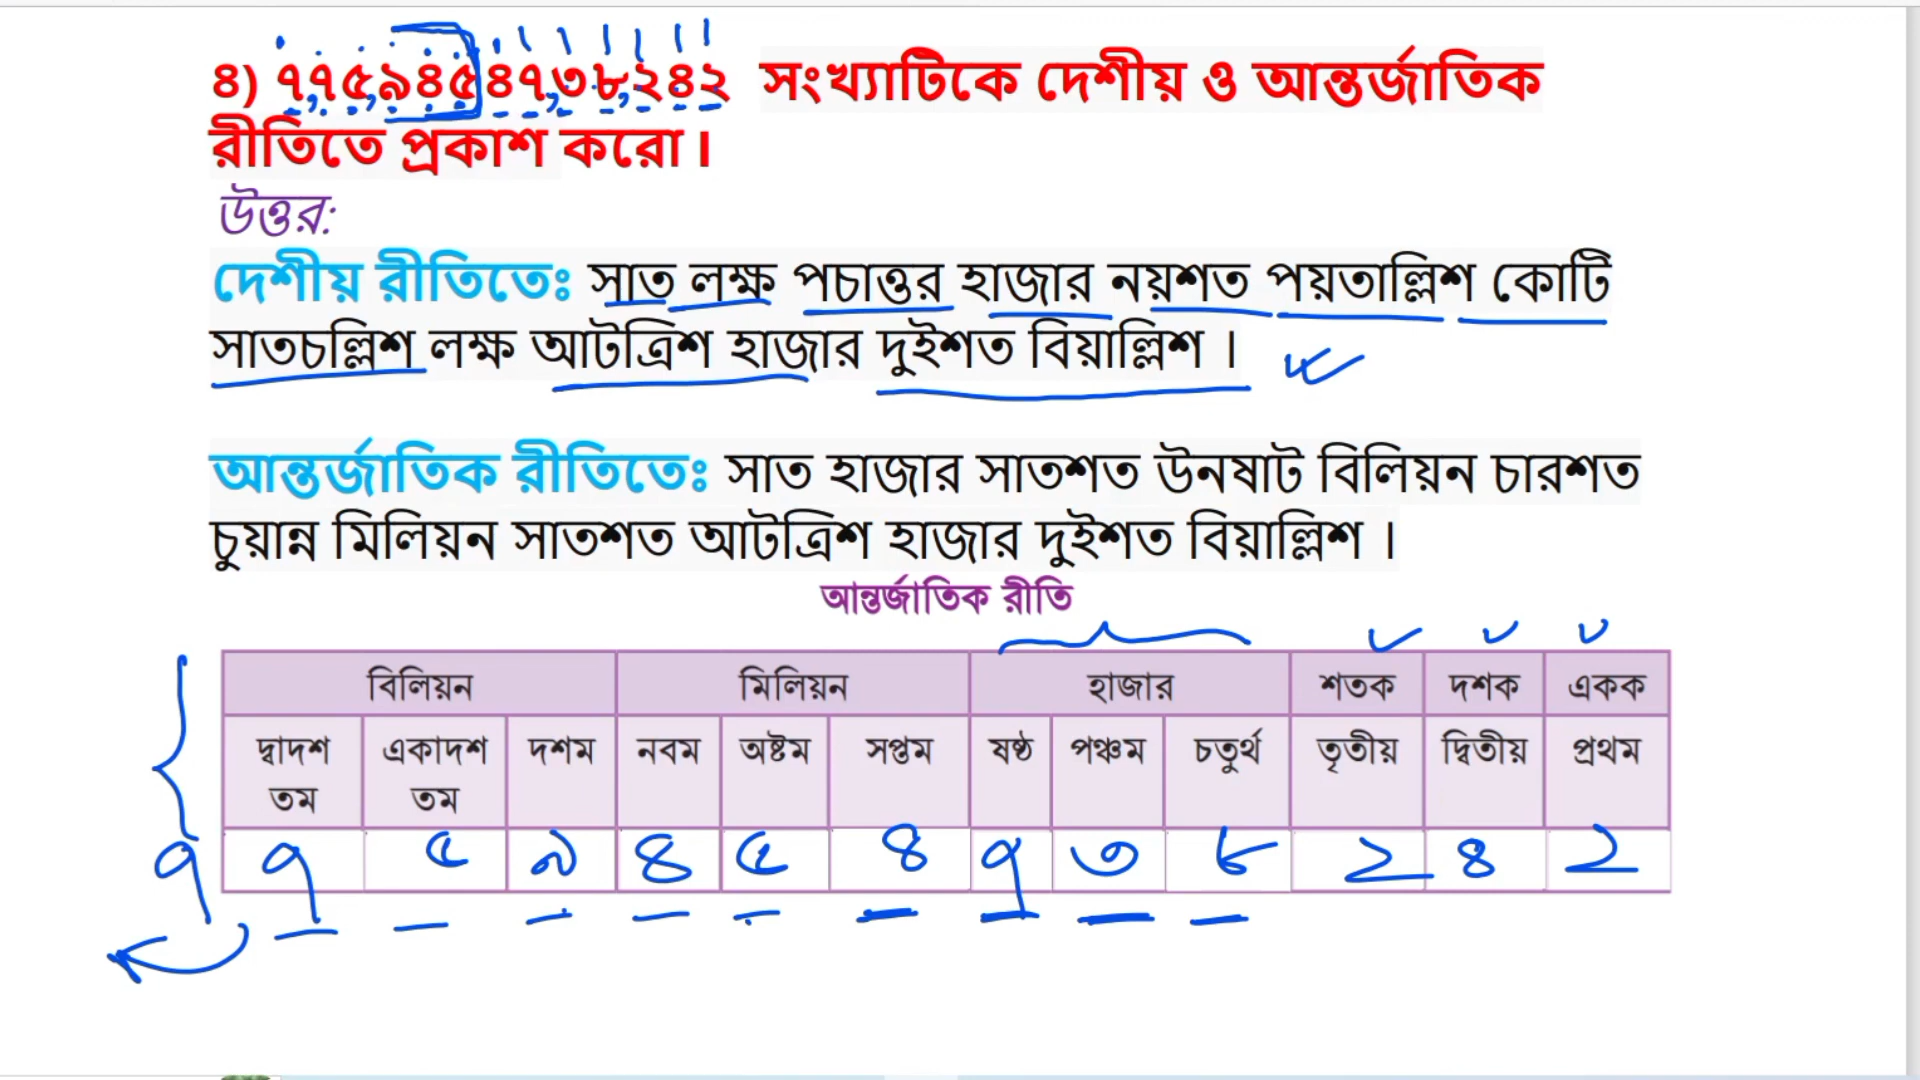 ৪) ৭৭৫৯৪৫৪৭৩৮২৪২ সংখ্যাটিকে দেশীয় ও আন্তর্জাতিক
রীতিতে প্রকাশ করো।
উত্তর:
দেশীয় রীতিতেঃ সাত লক্ষ পচাত্তর হাজার নয়শত পয়তাল্লিশ কোটি
সাতচল্লিশ লক্ষ আটত্রিশ হাজার দুইশত বিয়াল্লিশ ।
আন্তর্জাতিক রীতিতেঃ সাত হাজার সাতশত উনষাট বিলিয়ন চারশত
চুয়ান্ন মিলিয়ন সাতশত আটত্রিশ হাজার দুইশত বিয়াল্লিশ ।
আন্তর্জাতিক রীতি
বিলিয়ন মিলিয়ন হাজার শতক দশক একক
দ্বাদশ একাদশ দশম নবম অষ্টম সপ্তম ষষ্ঠ পঞ্চম চতুর্থ তৃতীয় দ্বিতীয় প্রথম
তম তম
৭ ৭ ৫ ৯ ৪ ৫ ৪ ৭ ৩ ৮ ২ ৪ ২